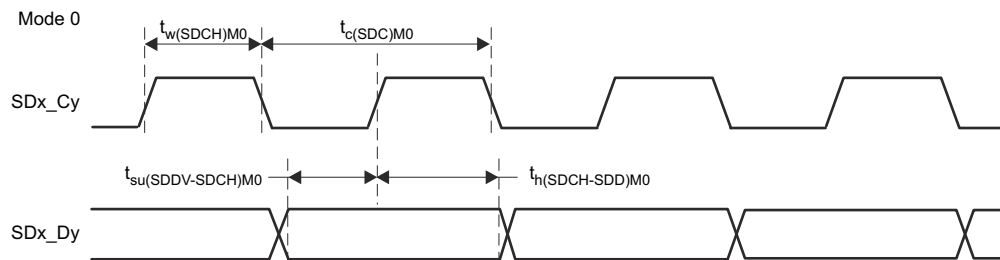 Mode 0
tw(SDCH)M0
tc(SDC)M0
SDx_Cy
tsu(SDDV-SDCH)M0
th(SDCH-SDD)M0
SDx_Dy